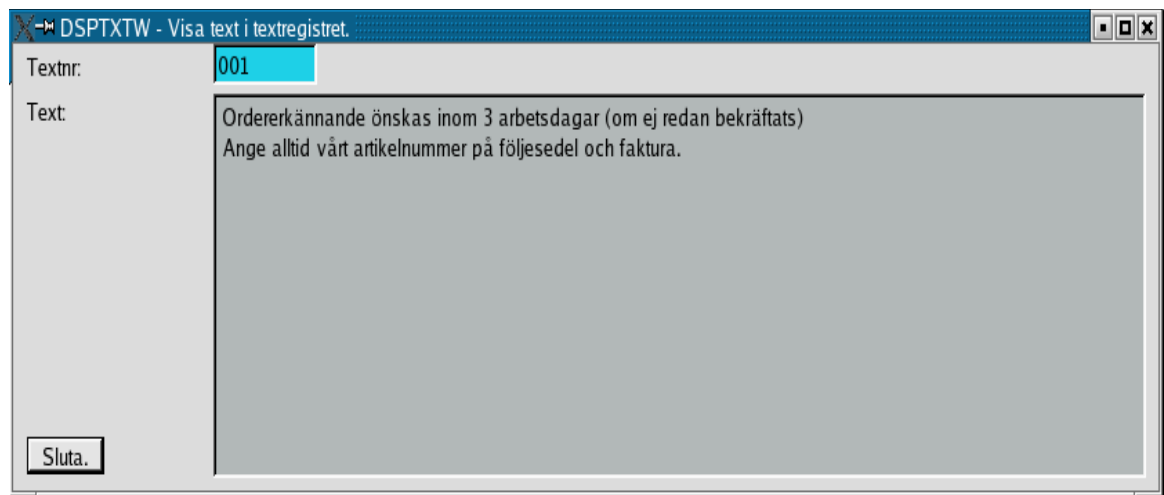 DSPTXTW - Visa text i textregistret.
Textnr: 001
Text:
Ordererkännande önskas inom 3 arbetsdagar (om ej redan bekräftats)
Ange alltid vårt artikelnummer på följesedel och faktura.
Sluta.